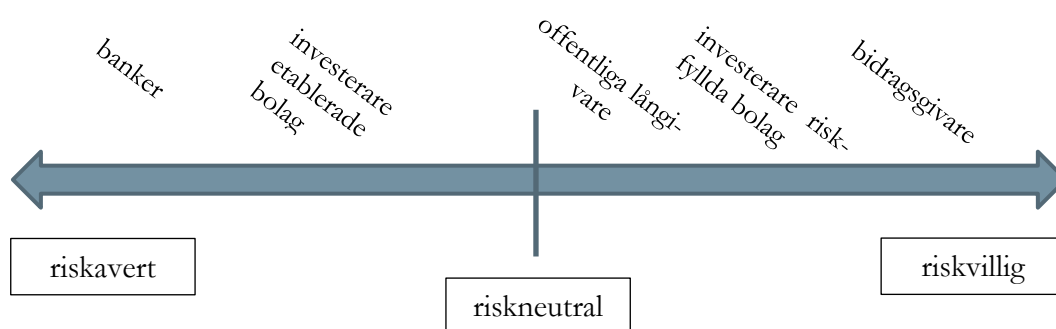 banker
investerare
etablerade
bolag
offentliga långi-
vare
investerare risk-
fyllda bolag
bidragsgivare
riskavert
riskneutral
riskvillig